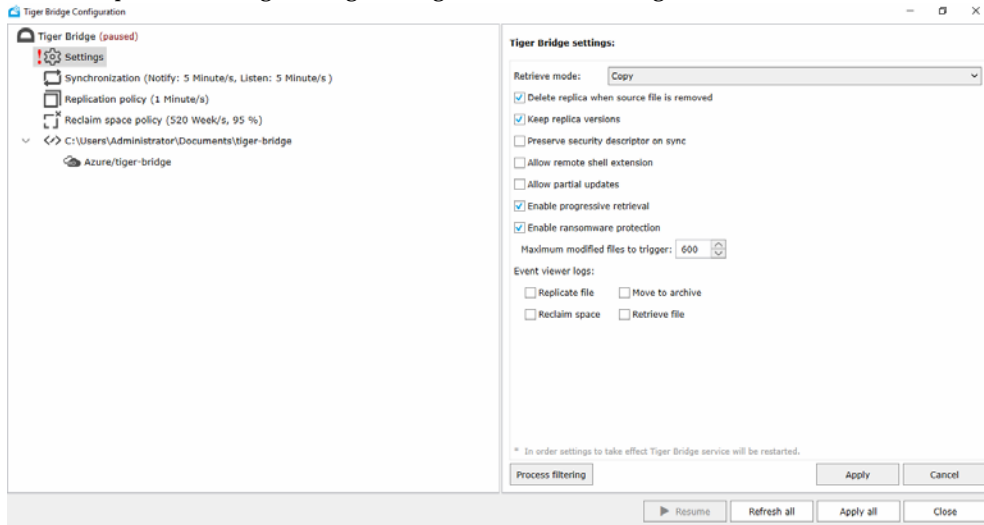 Tiger Bridge Configuration
Tiger Bridge (paused)
Settings
Synchronization (Notify: 5 Minute/s, Listen: 5 Minute/s )
Replication policy (1 Minute/s)
Reclaim space policy (520 Week/s, 95 %)
C:\Users\Administrator\Documents\tiger-bridge
Azure/tiger-bridge
Tiger Bridge settings:
Retrieve mode: Copy
Delete replica when source file is removed
Keep replica versions
Preserve security descriptor on sync
Allow remote shell extension
Allow partial updates
Enable progressive retrieval
Enable ransomware protection
Maximum modified files to trigger: 600
Event viewer logs:
Replicate file Move to archive
Reclaim space Retrieve file
* In order settings to take effect Tiger Bridge service will be restarted.
Process filtering Apply Cancel
Resume Refresh all Apply all Close